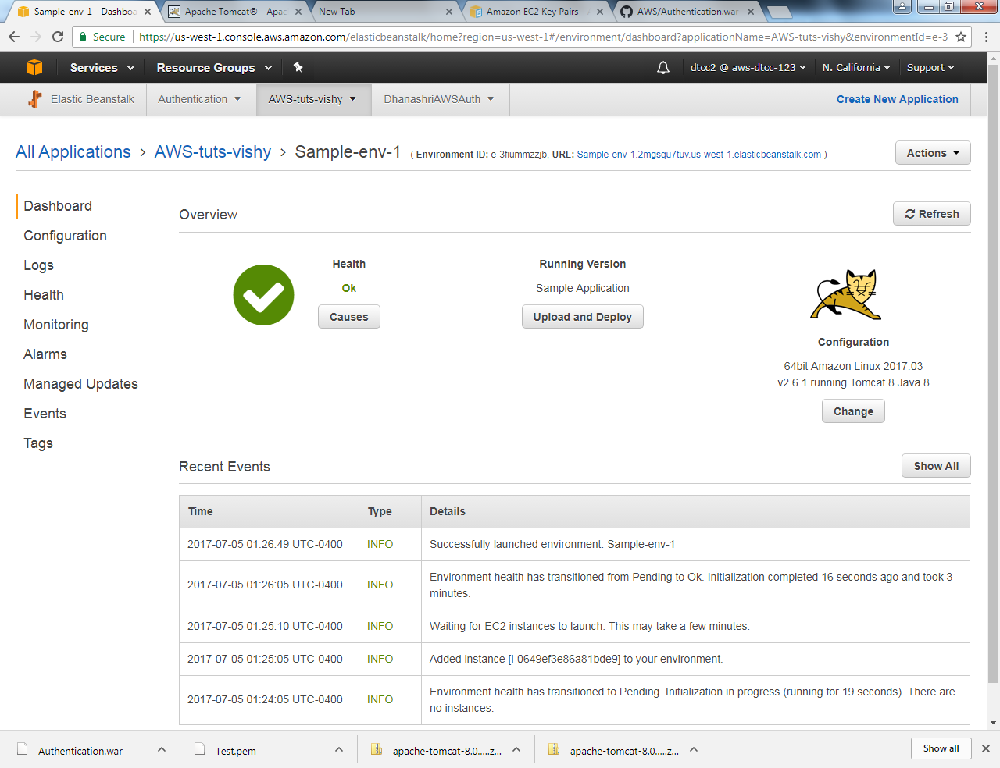 Sample-env-1 - Dashboa
Apache Tomcat® - Apac
New Tab
Amazon EC2 Key Pairs -
AWS/Authentication.war
Secure
https://us-west-1.console.aws.amazon.com/elasticbeanstalk/home?region=us-west-1#/environment/dashboard?applicationName=AWS-tuts-vishy&environmentId=e-3
Services
Resource Groups
dtcc2 @ aws-dtcc-123
N. California
Support
Elastic Beanstalk
Authentication
AWS-tuts-vishy
DhanashriAWSAuth
Create New Application
All Applications > AWS-tuts-vishy > Sample-env-1 ( Environment ID: e-3fiummzzjb, URL: Sample-env-1.2mgsqu7tuv.us-west-1.elasticbeanstalk.com )
Actions
Dashboard
Configuration
Logs
Health
Monitoring
Alarms
Managed Updates
Events
Tags
Overview
Refresh
Health
Ok
Causes
Running Version
Sample Application
Upload and Deploy
Configuration
64bit Amazon Linux 2017.03
v2.6.1 running Tomcat 8 Java 8
Change
Recent Events
Show All
Time Type Details
2017-07-05 01:26:49 UTC-0400 INFO Successfully launched environment: Sample-env-1
2017-07-05 01:26:05 UTC-0400 INFO Environment health has transitioned from Pending to Ok. Initialization completed 16 seconds ago and took 3
minutes.
2017-07-05 01:25:10 UTC-0400 INFO Waiting for EC2 instances to launch. This may take a few minutes.
2017-07-05 01:25:05 UTC-0400 INFO Added instance [i-0649ef3e86a81bde9] to your environment.
2017-07-05 01:24:05 UTC-0400 INFO Environment health has transitioned to Pending. Initialization in progress (running for 19 seconds). There are
no instances.
Authentication.war
Test.pem
apache-tomcat-8.0.....z...
apache-tomcat-8.0.....z...
Show all